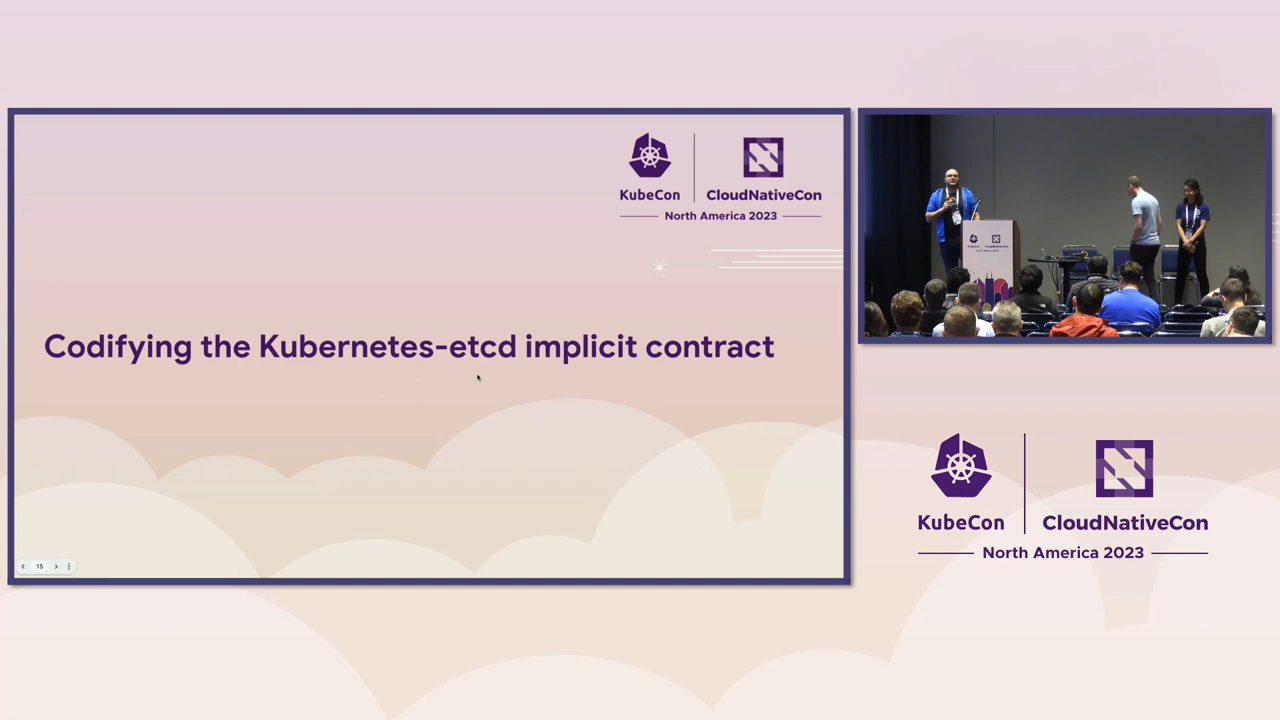 KubeCon
CloudNativeCon
North America 2023
Codifying the Kubernetes-etcd implicit contract
15
KubeCon
CloudNativeCon
North America 2023